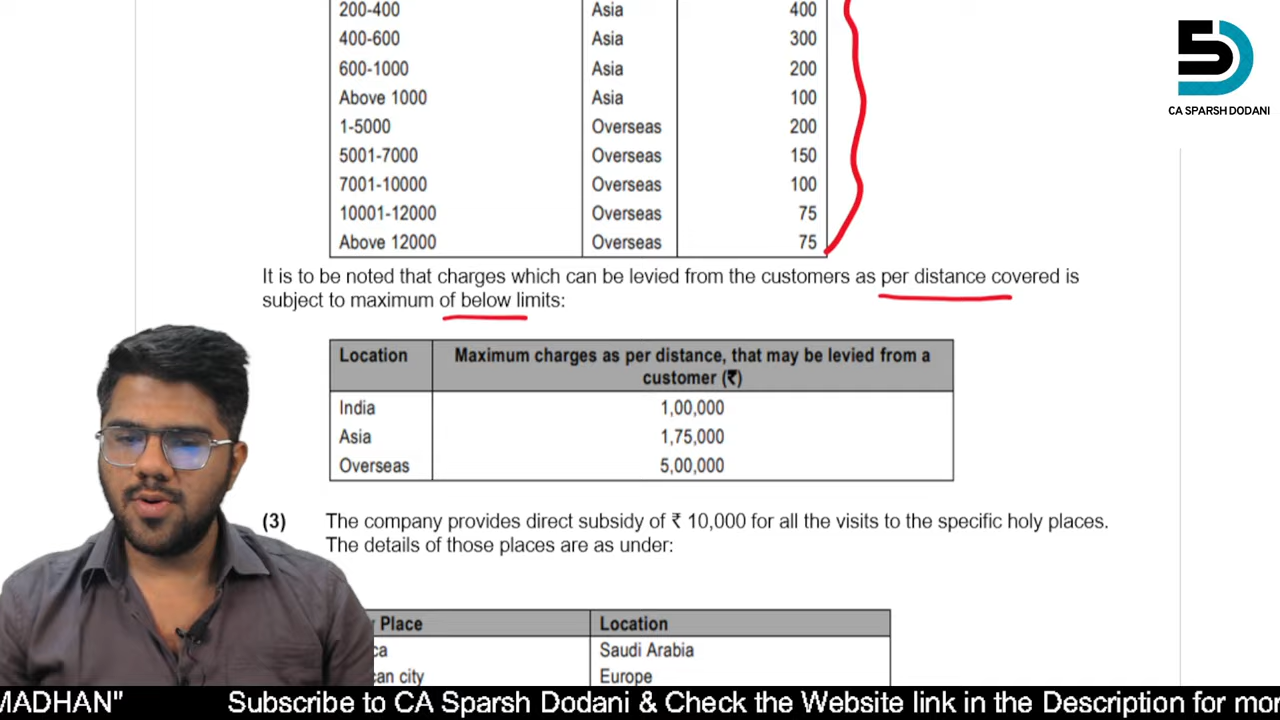 200-400 Asia 400
400-600 Asia 300
600-1000 Asia 200
Above 1000 Asia 100
1-5000 Overseas 200
5001-7000 Overseas 150
7001-10000 Overseas 100
10001-12000 Overseas 75
Above 12000 Overseas 75
CA SPARSH DODANI
It is to be noted that charges which can be levied from the customers as per distance covered is
subject to maximum of below limits:
Location Maximum charges as per distance, that may be levied from a
customer (₹)
India 1,00,000
Asia 1,75,000
Overseas 5,00,000
(3) The company provides direct subsidy of ₹ 10,000 for all the visits to the specific holy places.
The details of those places are as under:
Place Location
ca Saudi Arabia
can city Europe
MADHAN" Subscribe to CA Sparsh Dodani & Check the Website link in the Description for mor